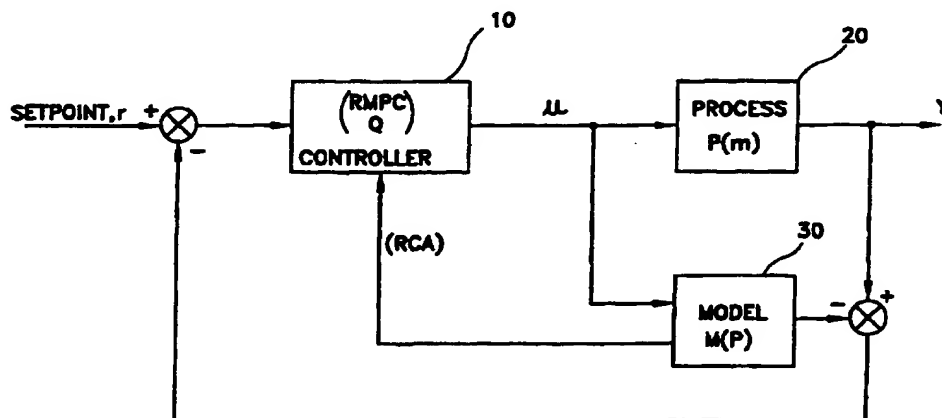 10
20
SETPOINT,r
+
-
(RMPC)
Q
CONTROLLER
u
PROCESS
P(m)
Y
(RCA)
30
MODEL
M(P)
-
+